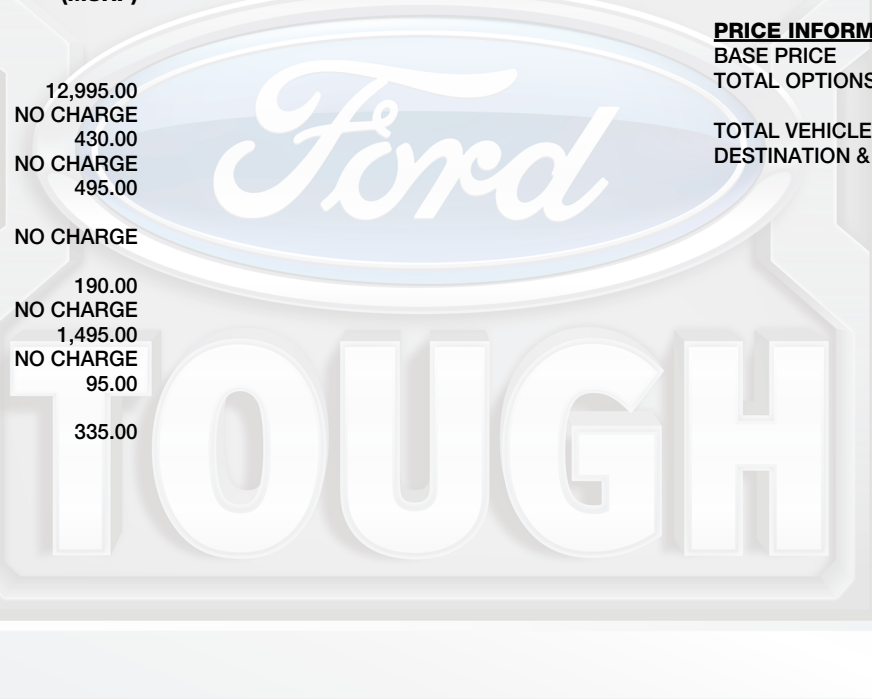 12,995.00
NO CHARGE
430.00
NO CHARGE
495.00
NO CHARGE
190.00
NO CHARGE
1,495.00
NO CHARGE
95.00
335.00
PRICE INFORM
BASE PRICE
TOTAL OPTIONS
TOTAL VEHICLE
DESTINATION &
Ford
TOUGH